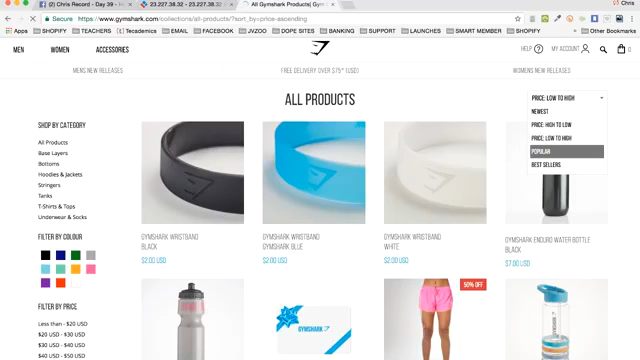 Chris Record - Day 39 - H
23.227.38.32 - 23.227.38.32
All Gymshark Products| Gym
Chris
Secure https://www.gymshark.com/collections/all-products/?sort_by=price-ascending
Apps SHOPIFY TEACHERS Tecademics EMAIL FACEBOOK JVZOO DOPE SITES BANKING SUPPORT LAUNCHES SMART MEMBER SHOPIFY Other Bookmarks
MEN WOMEN ACCESSORIES HELP MY ACCOUNT 0
MENS NEW RELEASES FREE DELIVERY OVER $75* (USD) WOMENS NEW RELEASES
ALL PRODUCTS
PRICE: LOW TO HIGH
NEWEST
PRICE: HIGH TO LOW
PRICE: LOW TO HIGH
POPULAR
BEST SELLERS
SHOP BY CATEGORY
All Products
Base Layers
Bottoms
Hoodies & Jackets
Stringers
Tanks
T-Shirts & Tops
Underwear & Socks
FILTER BY COLOUR
FILTER BY PRICE
Less than - $20 USD
$20 USD - $30 USD
$30 USD - $40 USD
$40 USD - $50 USD
GYMSHARK WRISTBAND
BLACK
$2.00 USD
GYMSHARK WRISTBAND
GYMSHARK BLUE
$2.00 USD
GYMSHARK WRISTBAND
WHITE
$2.00 USD
GYMSHARK ENDURO WATER BOTTLE
BLACK
$7.00 USD
GYMSHARK
50% OFF